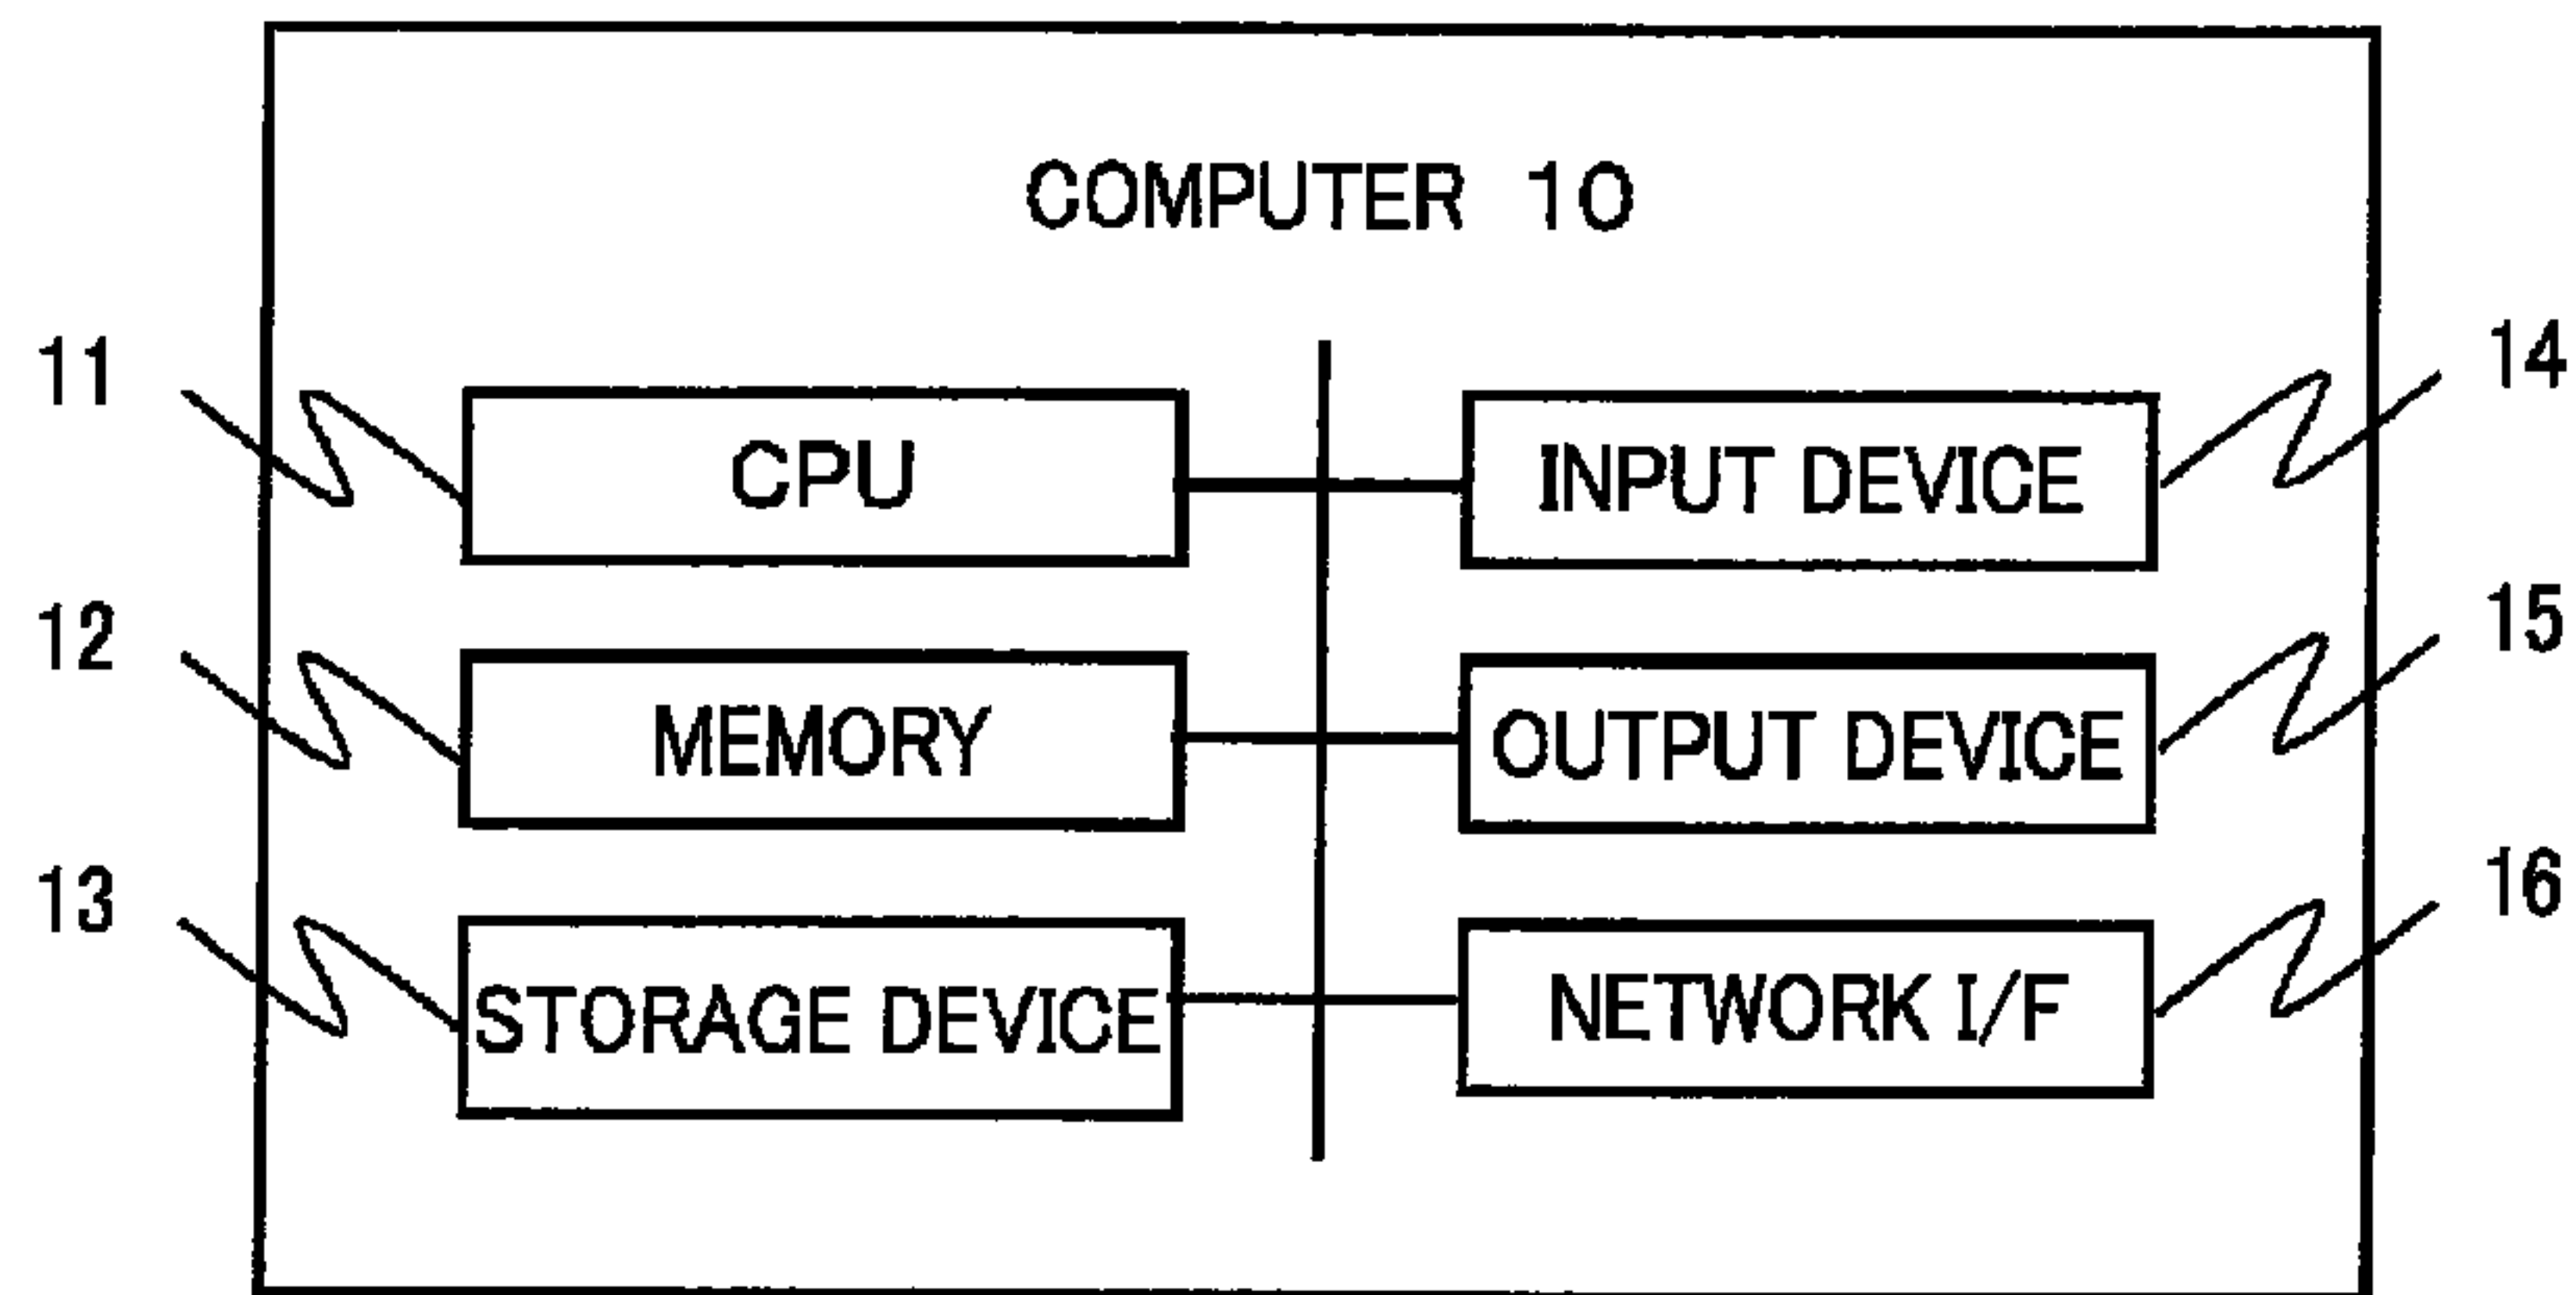 COMPUTER 10
11
CPU
INPUT DEVICE
14
12
MEMORY
OUTPUT DEVICE
15
13
STORAGE DEVICE
NETWORK I/F
16